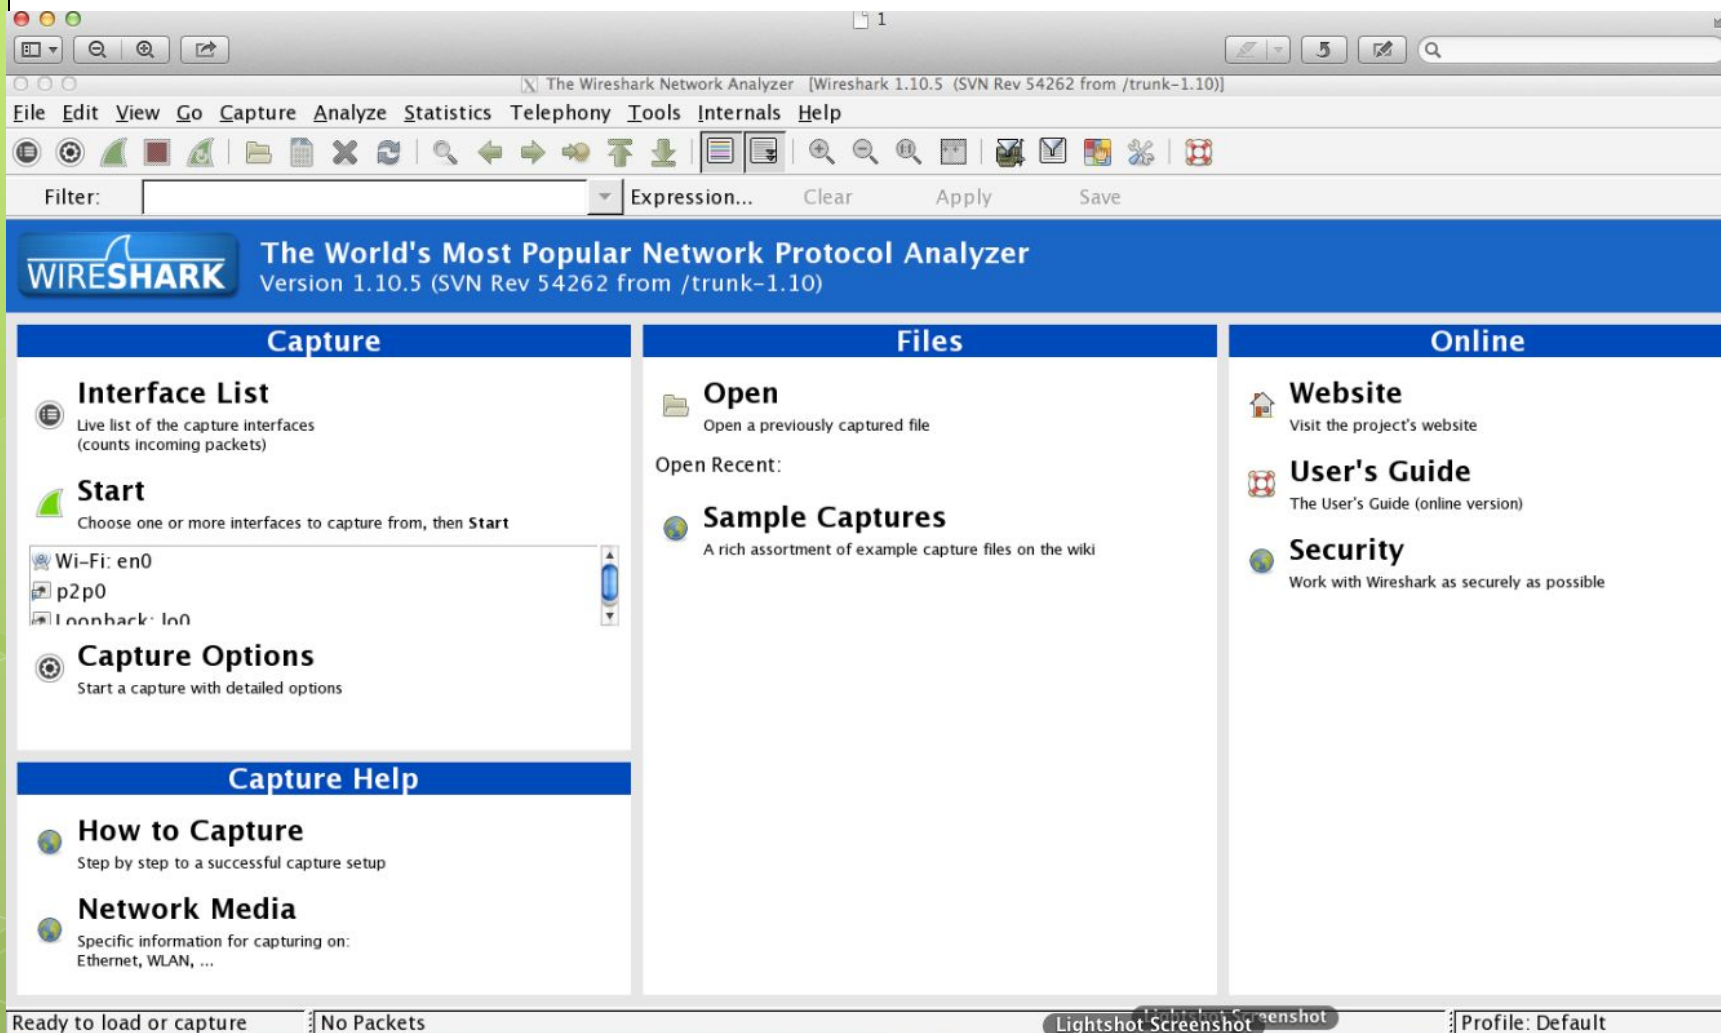 1
The Wireshark Network Analyzer [Wireshark 1.10.5 (SVN Rev 54262 from /trunk-1.10)]
File Edit View Go Capture Analyze Statistics Telephony Tools Internals Help
Filter: Expression... Clear Apply Save
WIRESHARK
The World's Most Popular Network Protocol Analyzer
Version 1.10.5 (SVN Rev 54262 from /trunk-1.10)
Capture
Interface List
Live list of the capture interfaces
(counts incoming packets)
Start
Choose one or more interfaces to capture from, then Start
Wi-Fi: en0
p2p0
Loopback: lo0
Capture Options
Start a capture with detailed options
Capture Help
How to Capture
Step by step to a successful capture setup
Network Media
Specific information for capturing on:
Ethernet, WLAN, ...
Files
Open
Open a previously captured file
Open Recent:
Sample Captures
A rich assortment of example capture files on the wiki
Online
Website
Visit the project's website
User's Guide
The User's Guide (online version)
Security
Work with Wireshark as securely as possible
Ready to load or capture
No Packets
Lightshot Screenshot
Lightshot Screenshot
Profile: Default